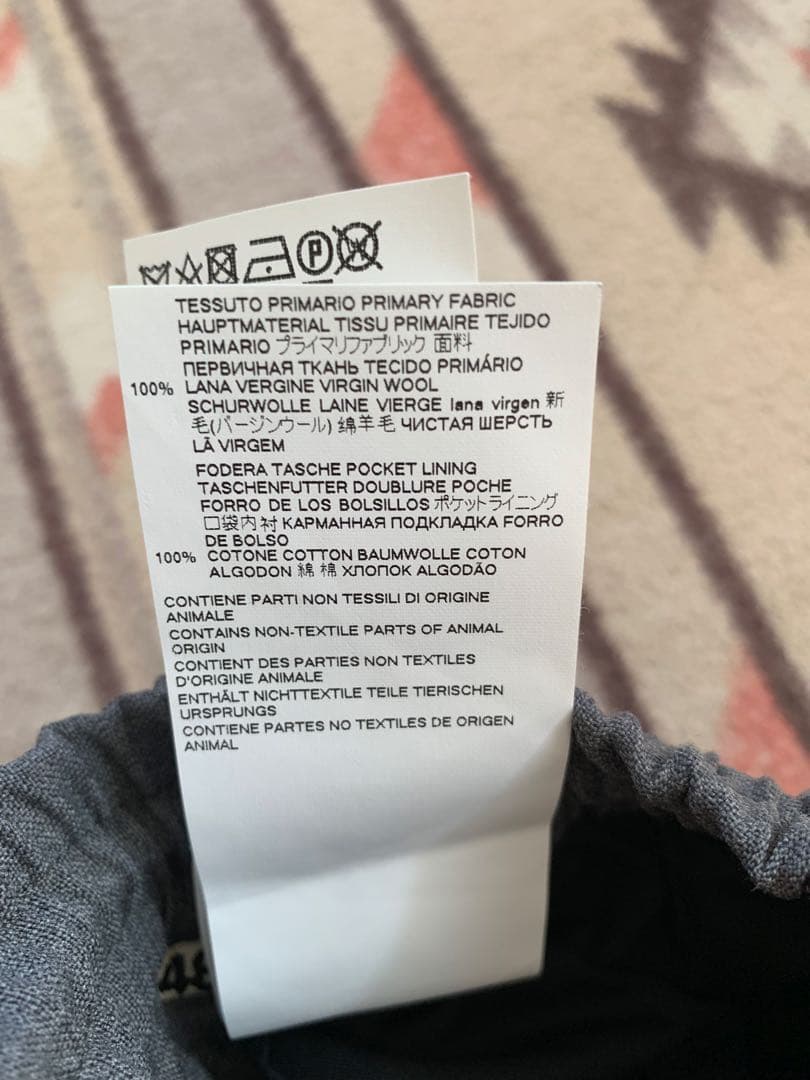 P
TESSUTO PRIMARIO PRIMARY FABRIC
HAUPTMATERIAL TISSU PRIMAIRE TEJIDO
PRIMARIO プライマリファブリック 面料
ПЕРВИЧНАЯ ТКАНЬ TECIDO PRIMÁRIO
100% LANA VERGINE VIRGIN WOOL
SCHURWOLLE LAINE VIERGE lana virgen 新
毛(バージンウール) 绵羊毛 ЧИСТАЯ ШЕРСТЬ
LÃ VIRGEM
FODERA TASCHE POCKET LINING
TASCHENFUTTER DOUBLURE POCHE
FORRO DE LOS BOLSILLOS ポケットライニング
口袋内衬 КАРМАННАЯ ПОДКЛАДКА FORRO
DE BOLSO
100% COTONE COTTON BAUMWOLLE COTON
ALGODON 綿 棉 ХЛОПОК ALGODÃO
CONTIENE PARTI NON TESSILI DI ORIGINE
ANIMALE
CONTAINS NON-TEXTILE PARTS OF ANIMAL
ORIGIN
CONTIENT DES PARTIES NON TEXTILES
D'ORIGINE ANIMALE
ENTHÄLT NICHTTEXTILE TEILE TIERISCHEN
URSPRUNGS
CONTIENE PARTES NO TEXTILES DE ORIGEN
ANIMAL